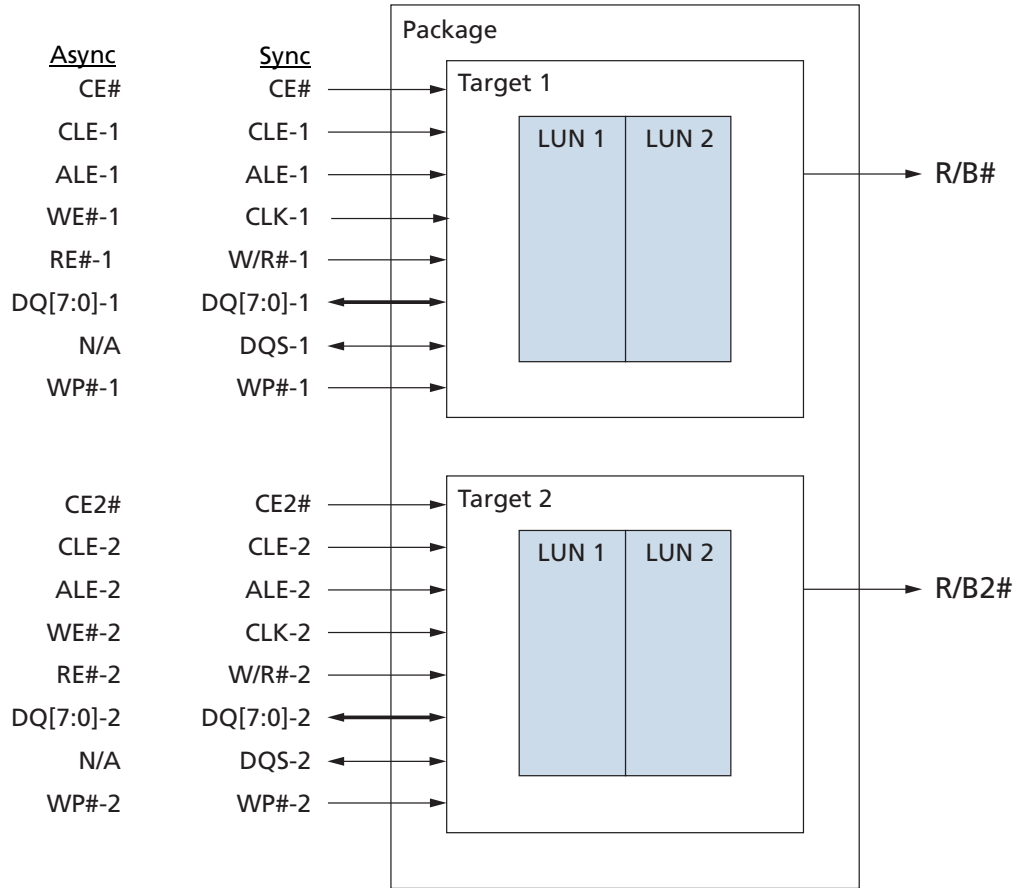 Package
Async Sync
CE# CE# Target 1
CLE-1 CLE-1 LUN 1 LUN 2
ALE-1 ALE-1 R/B#
WE#-1 CLK-1
RE#-1 W/R#-1
DQ[7:0]-1 DQ[7:0]-1
N/A DQS-1
WP#-1 WP#-1
CE2# CE2# Target 2
CLE-2 CLE-2 LUN 1 LUN 2
ALE-2 ALE-2 R/B2#
WE#-2 CLK-2
RE#-2 W/R#-2
DQ[7:0]-2 DQ[7:0]-2
N/A DQS-2
WP#-2 WP#-2